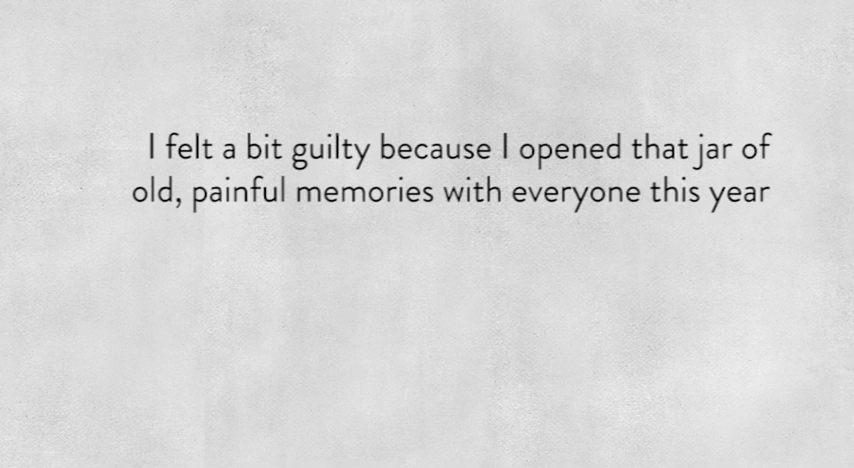 I felt a bit guilty because I opened that jar of
old, painful memories with everyone this year